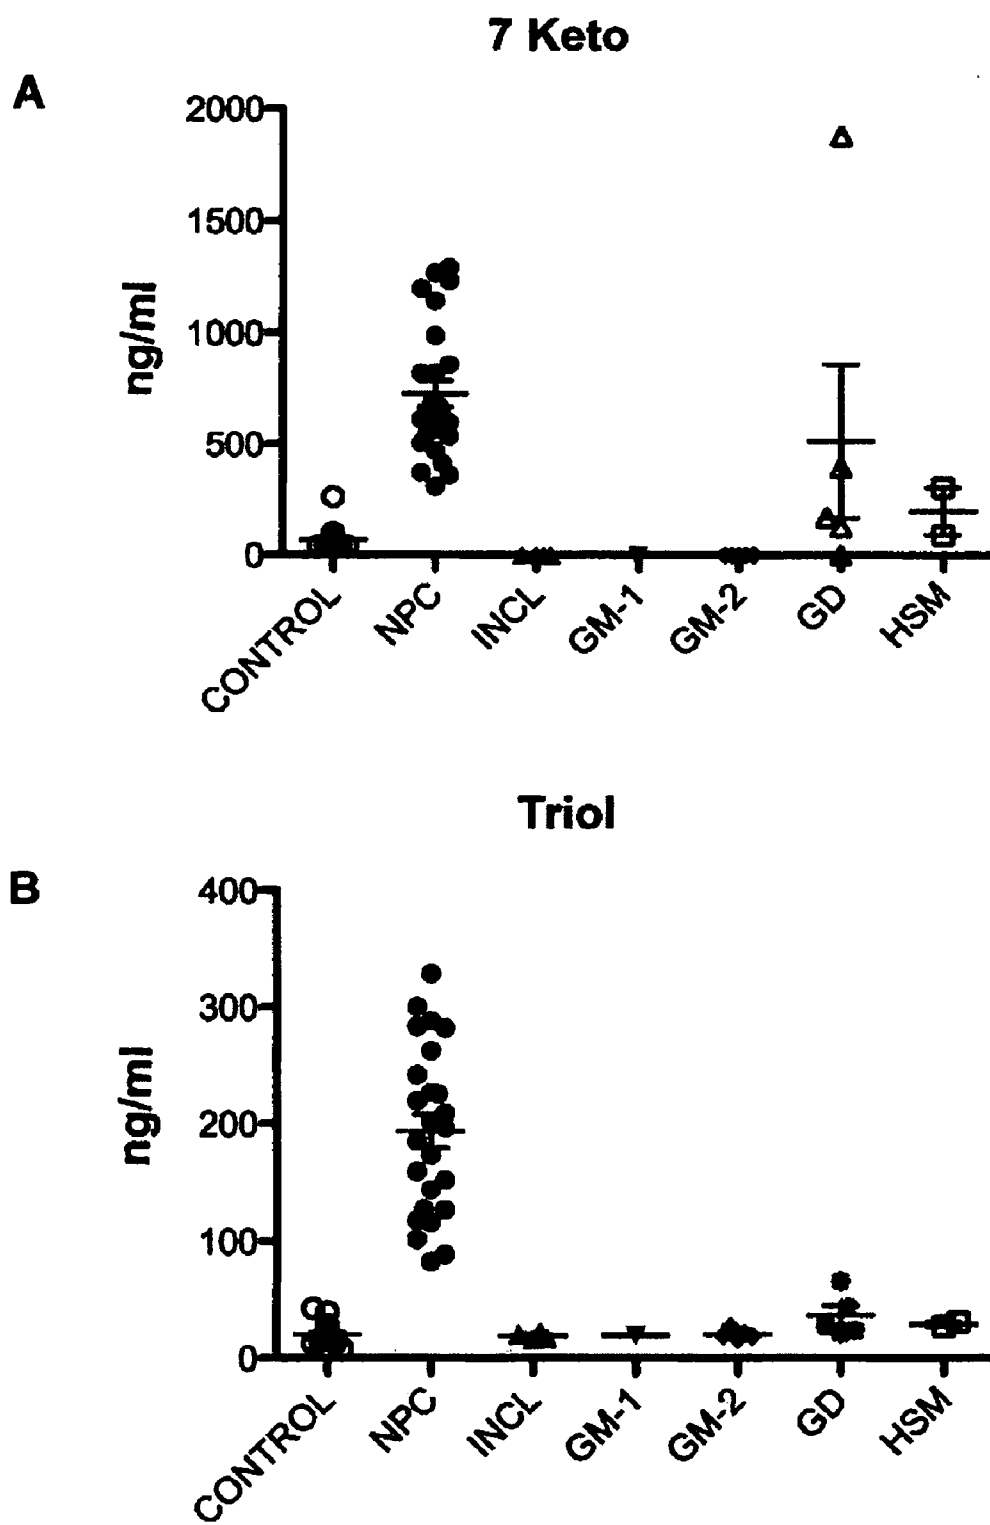 7 Keto
A
2000
1500
1000
500
0
ng/ml
CONTROL
NPC
INCL
GM-1
GM-2
GD
HSM
Triol
B
400
300
200
100
0
ng/ml
CONTROL
NPC
INCL
GM-1
GM-2
GD
HSM